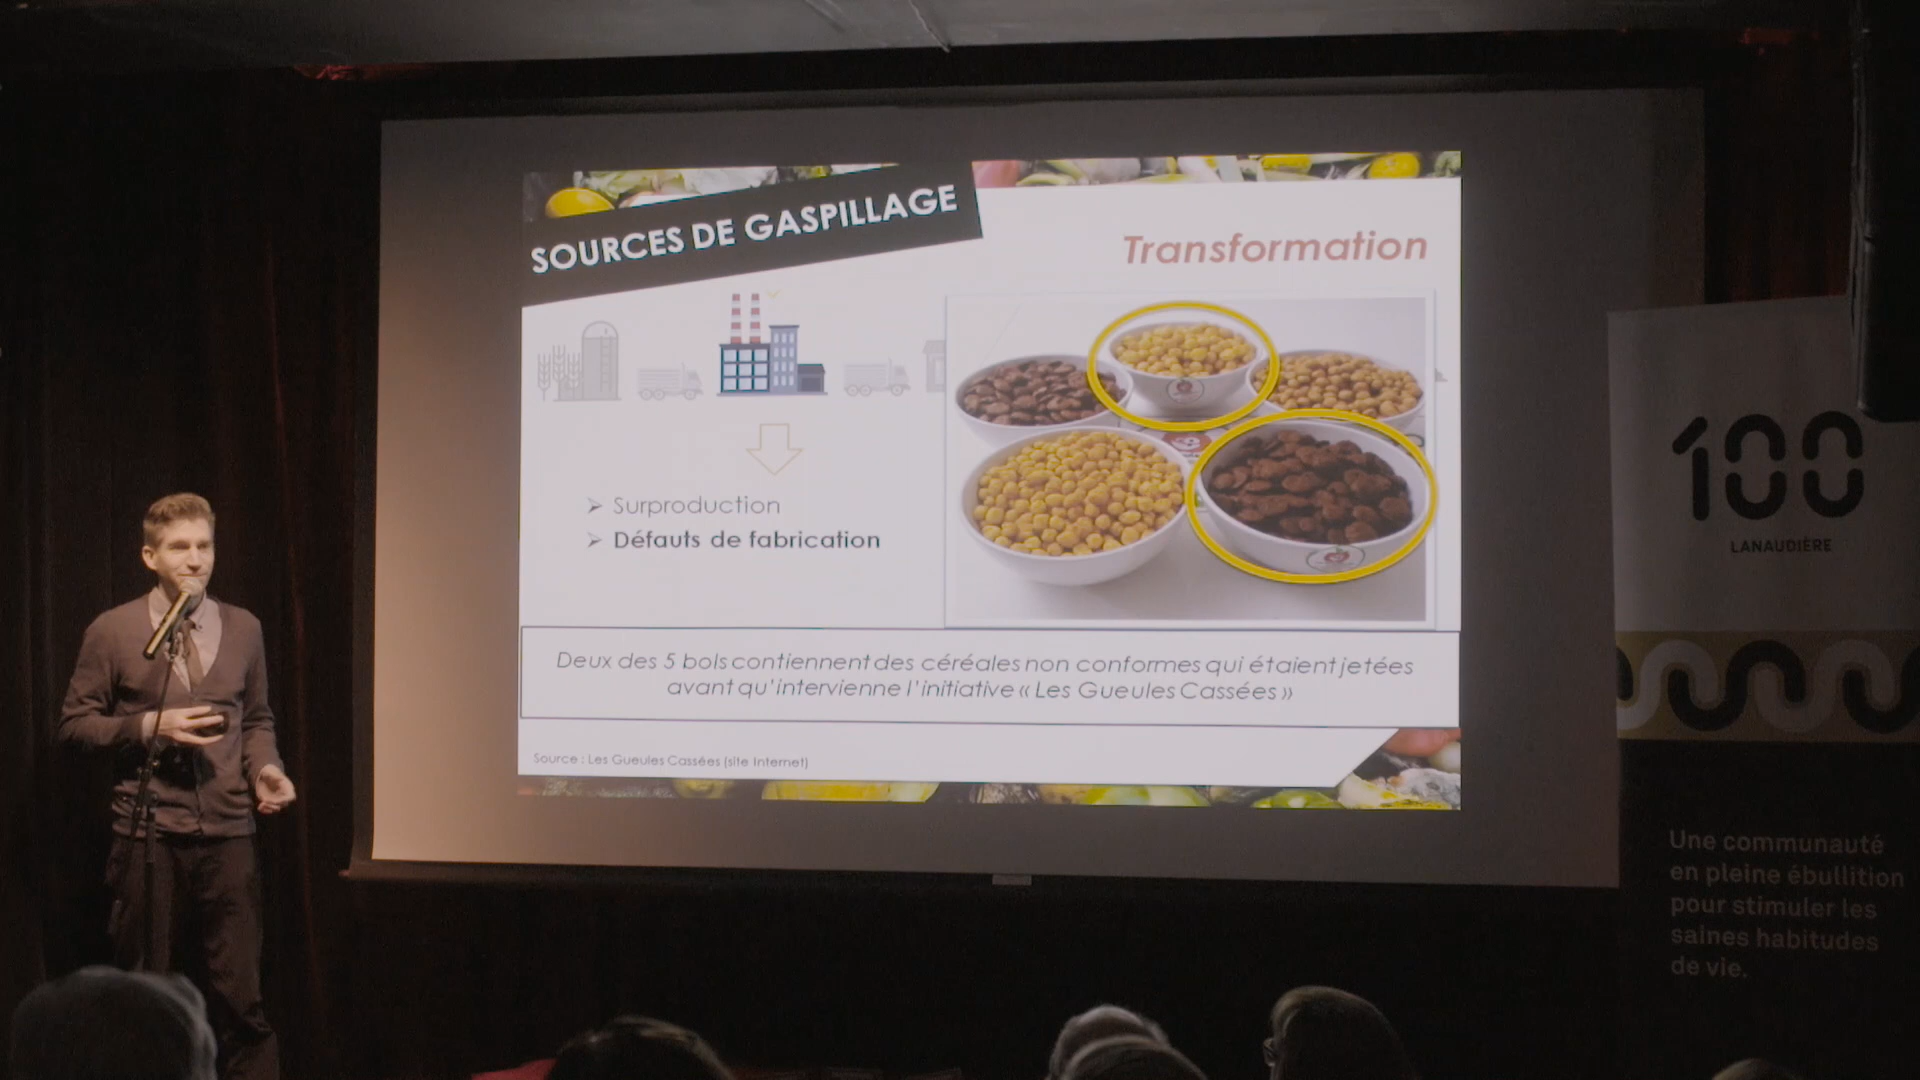 SOURCES DE GASPILLAGE
Transformation
➢ Surproduction
➢ Défauts de fabrication
Deux des 5 bols contiennent des céréales non conformes qui étaient jetées
avant qu'intervienne l'initiative « Les Gueules Cassées »
Source : Les Gueules Cassées (site Internet)
100
LANAUDIÈRE
Une communauté
en pleine ébullition
pour stimuler les
saines habitudes
de vie.